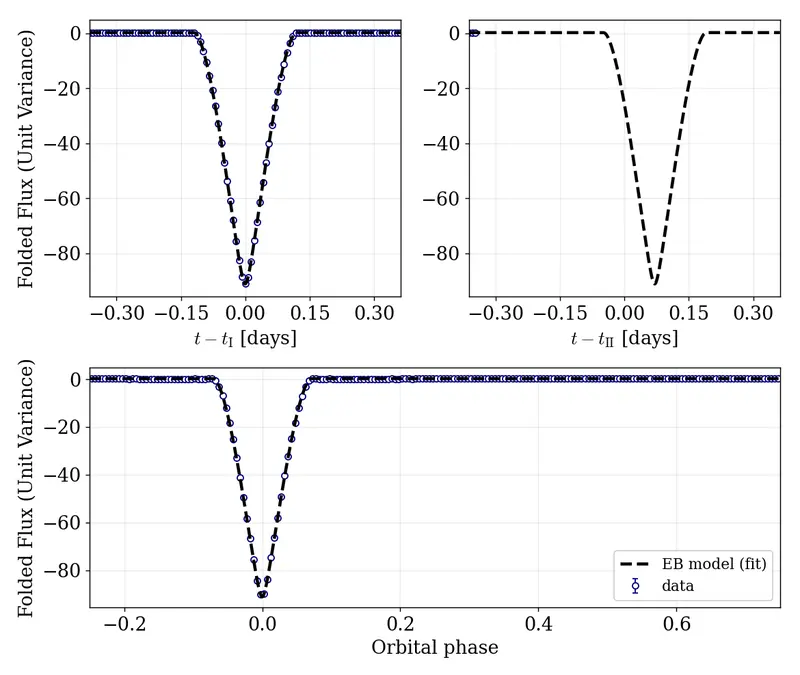 Folded Flux (Unit Variance)
0
−20
−40
−60
−80
−0.30 −0.15 0.00 0.15 0.30
t − tI [days]
0
−20
−40
−60
−80
−0.30 −0.15 0.00 0.15 0.30
t − tII [days]
Folded Flux (Unit Variance)
0
−20
−40
−60
−80
−0.2 0.0 0.2 0.4 0.6
Orbital phase
EB model (fit)
data